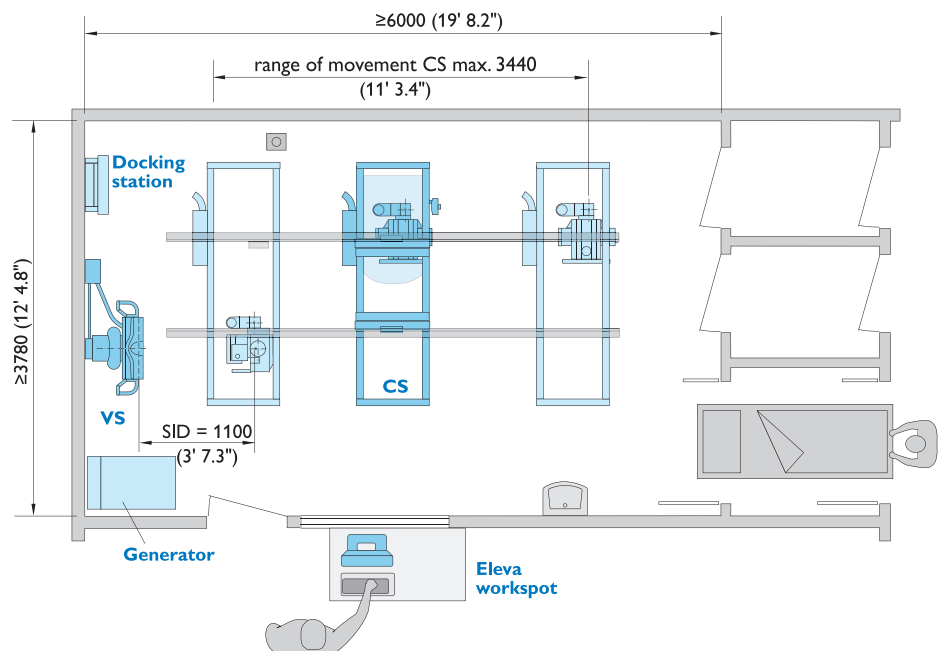 ≥6000 (19' 8.2")
range of movement CS max. 3440
(11' 3.4")
Docking
station
≥3780 (12' 4.8")
CS
VS
SID = 1100
(3' 7.3")
Generator
Eleva
workspot